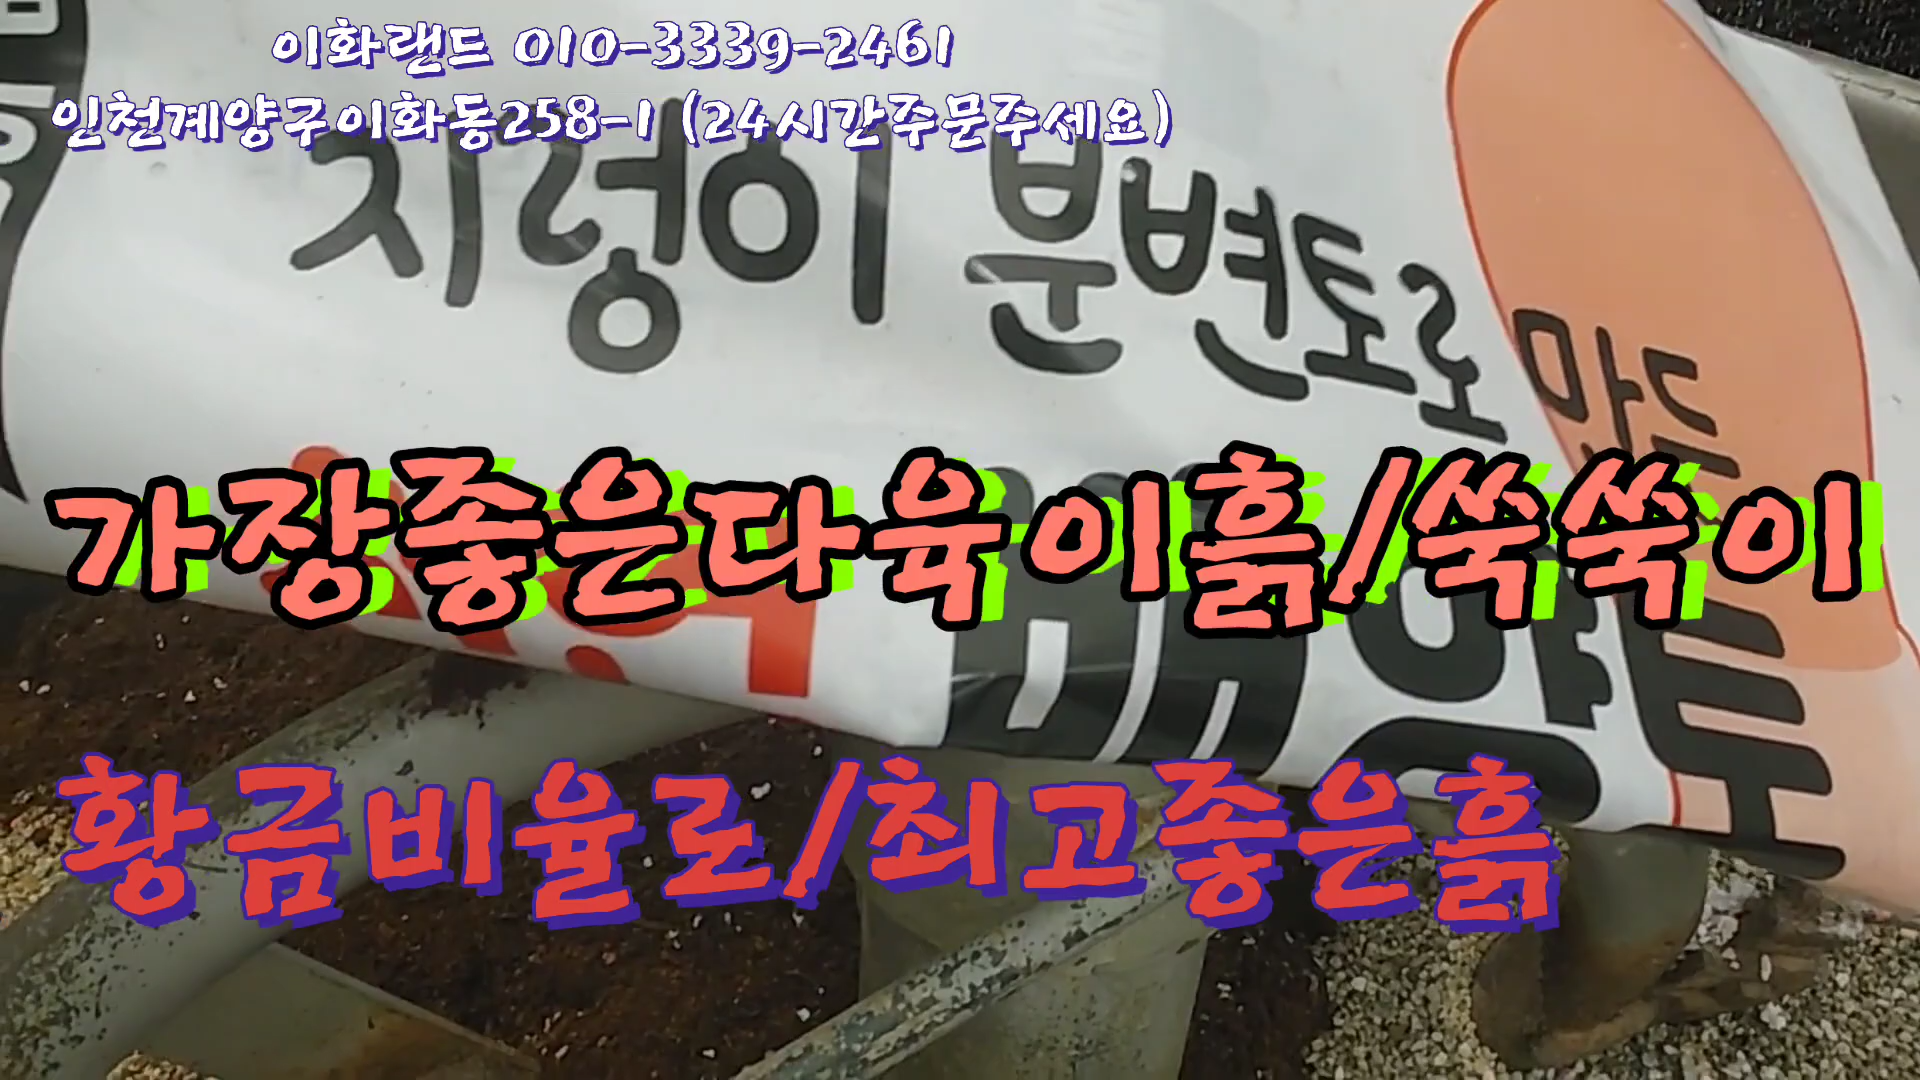 이화랜드 010-3339-2461
인천계양구이화동258-1 (24시간주문주세요)
지렁이 분변토로 만든
가장좋은다육이흙/쑥쑥이
배양토
황금비율로/최고좋은흙